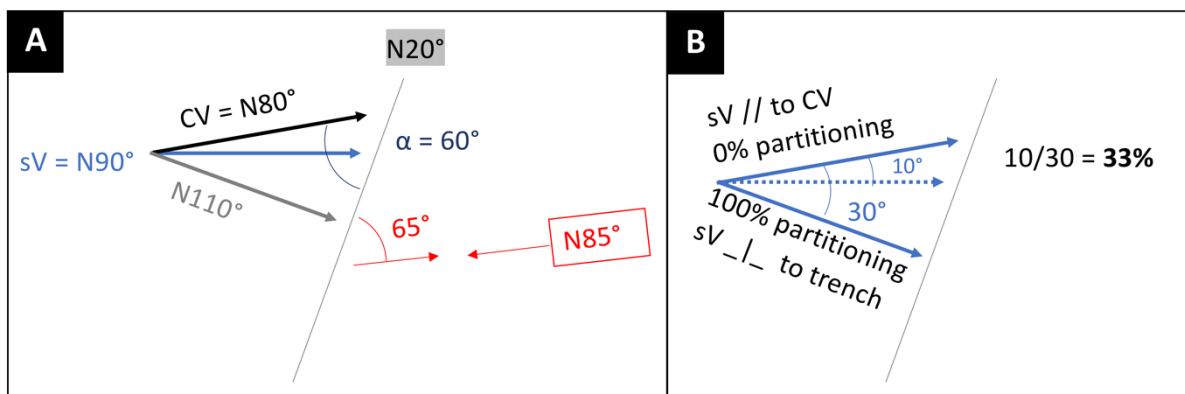 A
N20°
CV = N80°
sV = N90°
α = 60°
N110°
65°
N85°
B
sV // to CV
0% partitioning
10°
30°
100% partitioning
sV _|_ to trench
10/30 = 33%